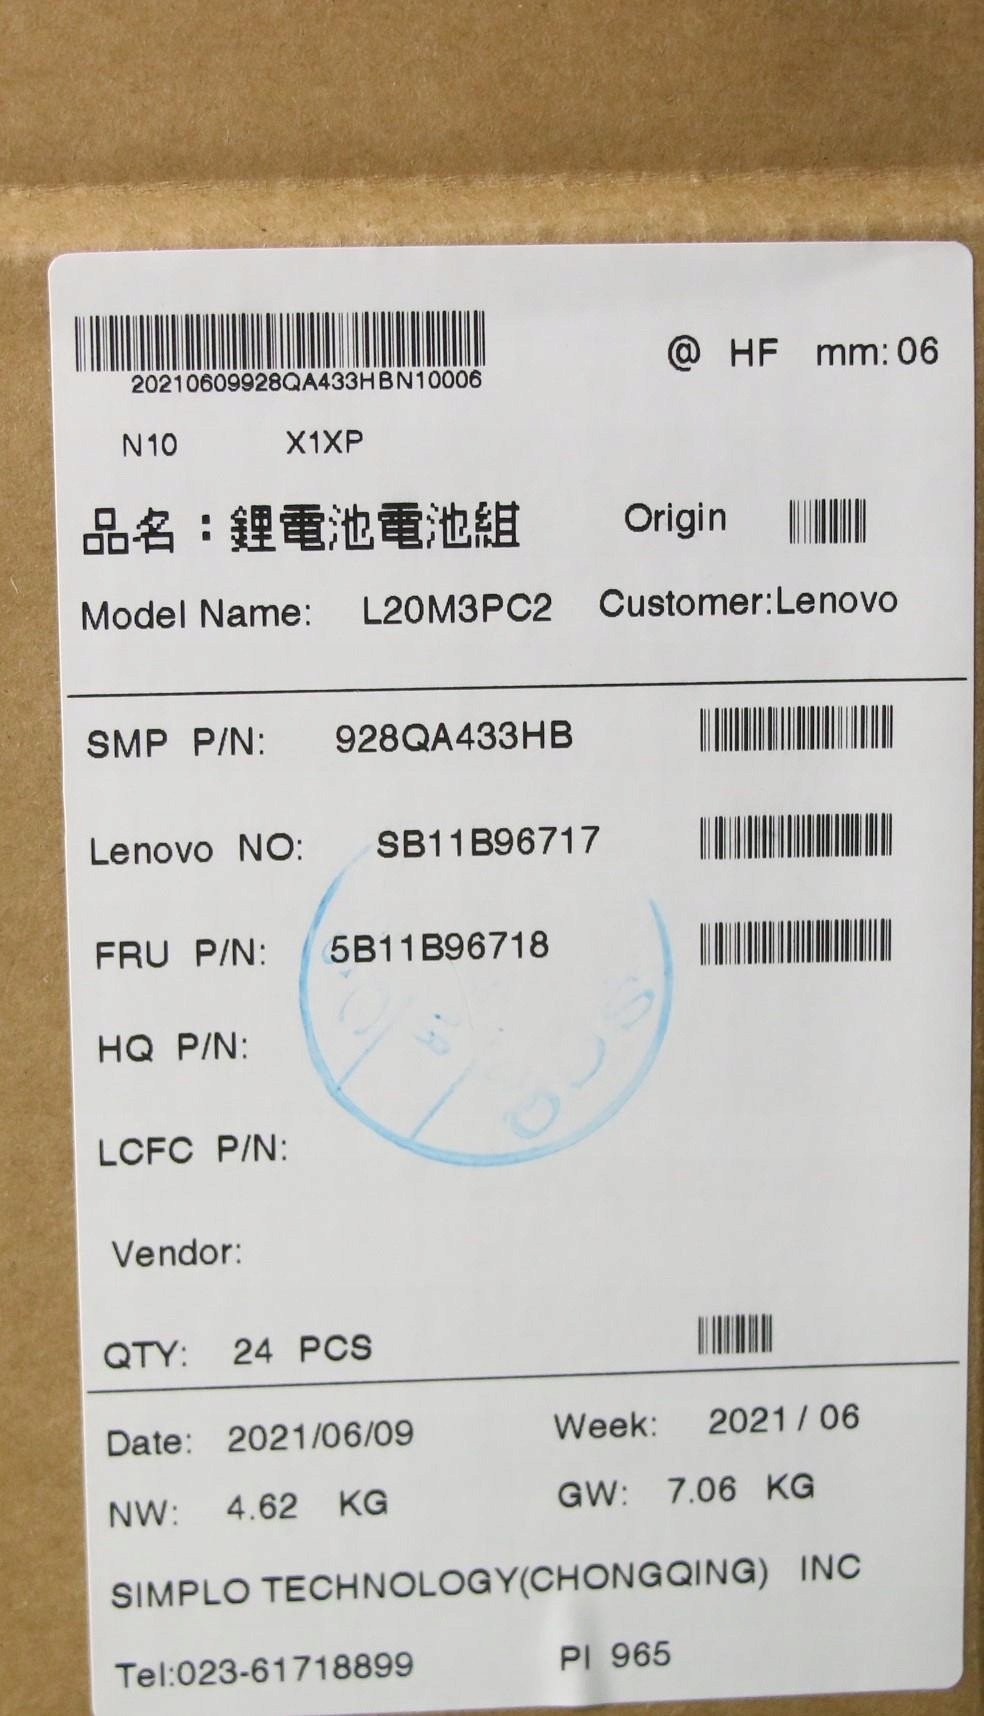 @ HF mm: 06
20210609928QA433HBN10006
N10 X1XP
品名：鋰電池電池組 Origin
Model Name: L20M3PC2 Customer:Lenovo
SMP P/N: 928QA433HB
Lenovo NO: SB11B96717
FRU P/N: 5B11B96718
HQ P/N:
LCFC P/N:
Vendor:
QTY: 24 PCS
Date: 2021/06/09 Week: 2021 / 06
NW: 4.62 KG GW: 7.06 KG
SIMPLO TECHNOLOGY(CHONGQING) INC
Tel:023-61718899 PI 965